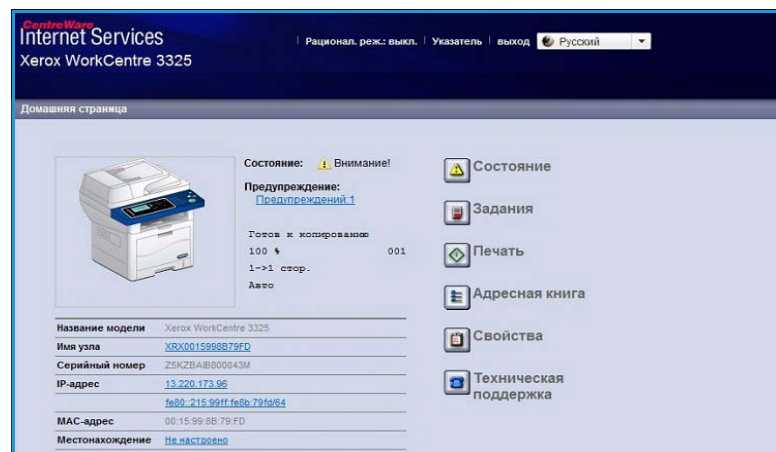 CentreWare
Internet Services
Xerox WorkCentre 3325
Рационал. реж.: выкл. Указатель выход Русский
Домашняя страница
Состояние: Внимание!
Предупреждение:
Предупреждений:1
Готов к копированию
100 % 001
1->1 стор.
Авто
Состояние
Задания
Печать
Адресная книга
Свойства
Техническая
поддержка
Название модели Xerox WorkCentre 3325
Имя узла XRX0015998B79FD
Серийный номер Z5KZBAIB800043M
IP-адрес 13.220.173.96
fe80::215:99ff:fe8b:79fd/64
MAC-адрес 00:15:99:8B:79:FD
Местонахождение Не настроено